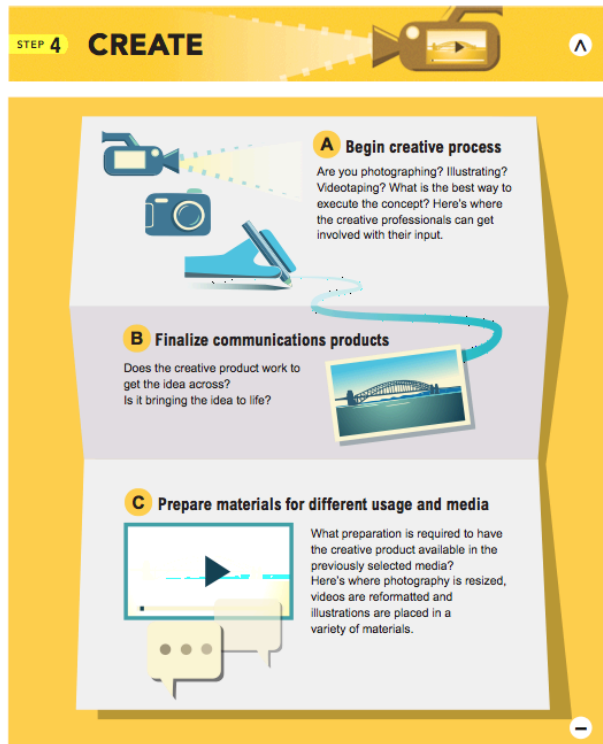 STEP 4 CREATE
A Begin creative process
Are you photographing? Illustrating?
Videotaping? What is the best way to
execute the concept? Here's where
the creative professionals can get
involved with their input.
B Finalize communications products
Does the creative product work to
get the idea across?
Is it bringing the idea to life?
C Prepare materials for different usage and media
What preparation is required to have
the creative product available in the
previously selected media?
Here's where photography is resized,
videos are reformatted and
illustrations are placed in a
variety of materials.